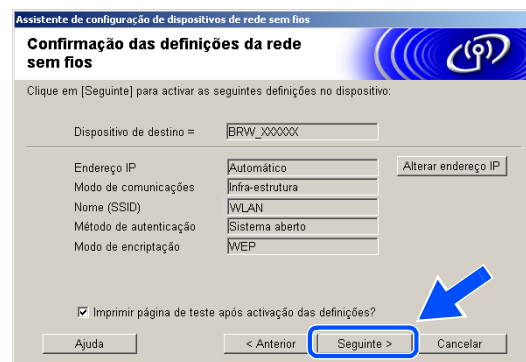 Assistente de configuração de dispositivos de rede sem fios
Confirmação das definições da rede
sem fios
Clique em [Seguinte] para activar as seguintes definições no dispositivo:
Dispositivo de destino = BRW_XXXXXX
Endereço IP Automático Alterar endereço IP
Modo de comunicações Infra-estrutura
Nome (SSID) WLAN
Método de autenticação Sistema aberto
Modo de encriptação WEP
Imprimir página de teste após activação das definições?
Ajuda < Anterior Seguinte > Cancelar